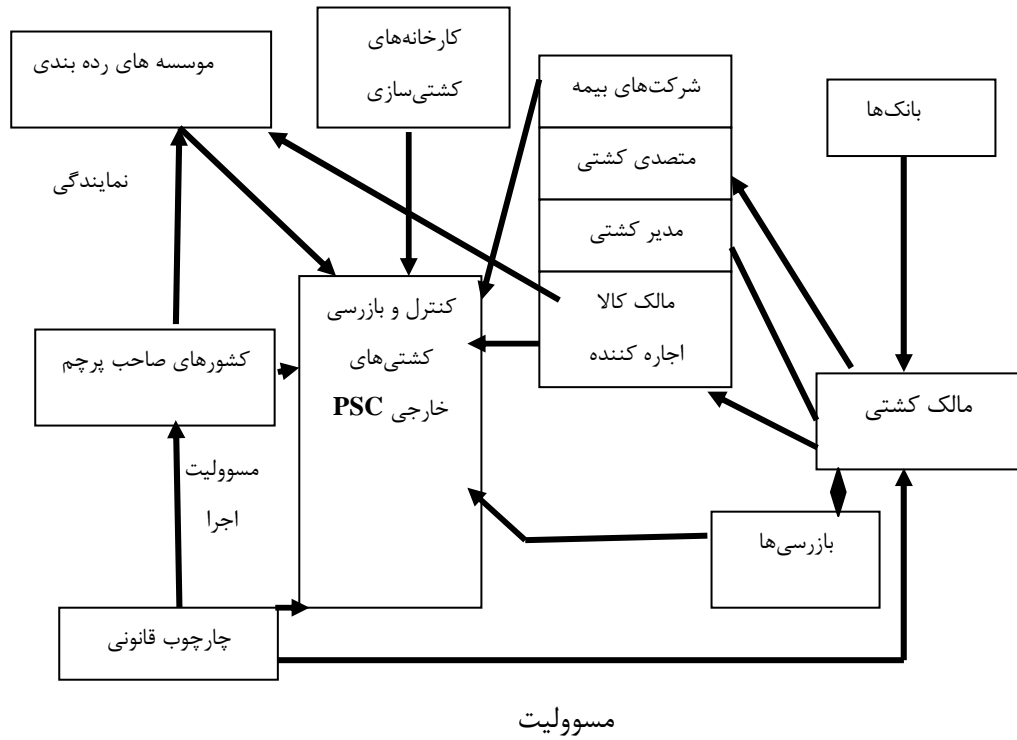 موسسه های رده بندی
کارخانه‌های
کشتی‌سازی
شرکت‌های بیمه
متصدی کشتی
مدیر کشتی
مالک کالا
اجاره کننده
بانک‌ها
نمایندگی
کشورهای صاحب پرچم
کنترل و بازرسی
کشتی‌های
خارجی PSC
مالک کشتی
مسوولیت
اجرا
بازرسی‌ها
چارچوب قانونی
مسوولیت